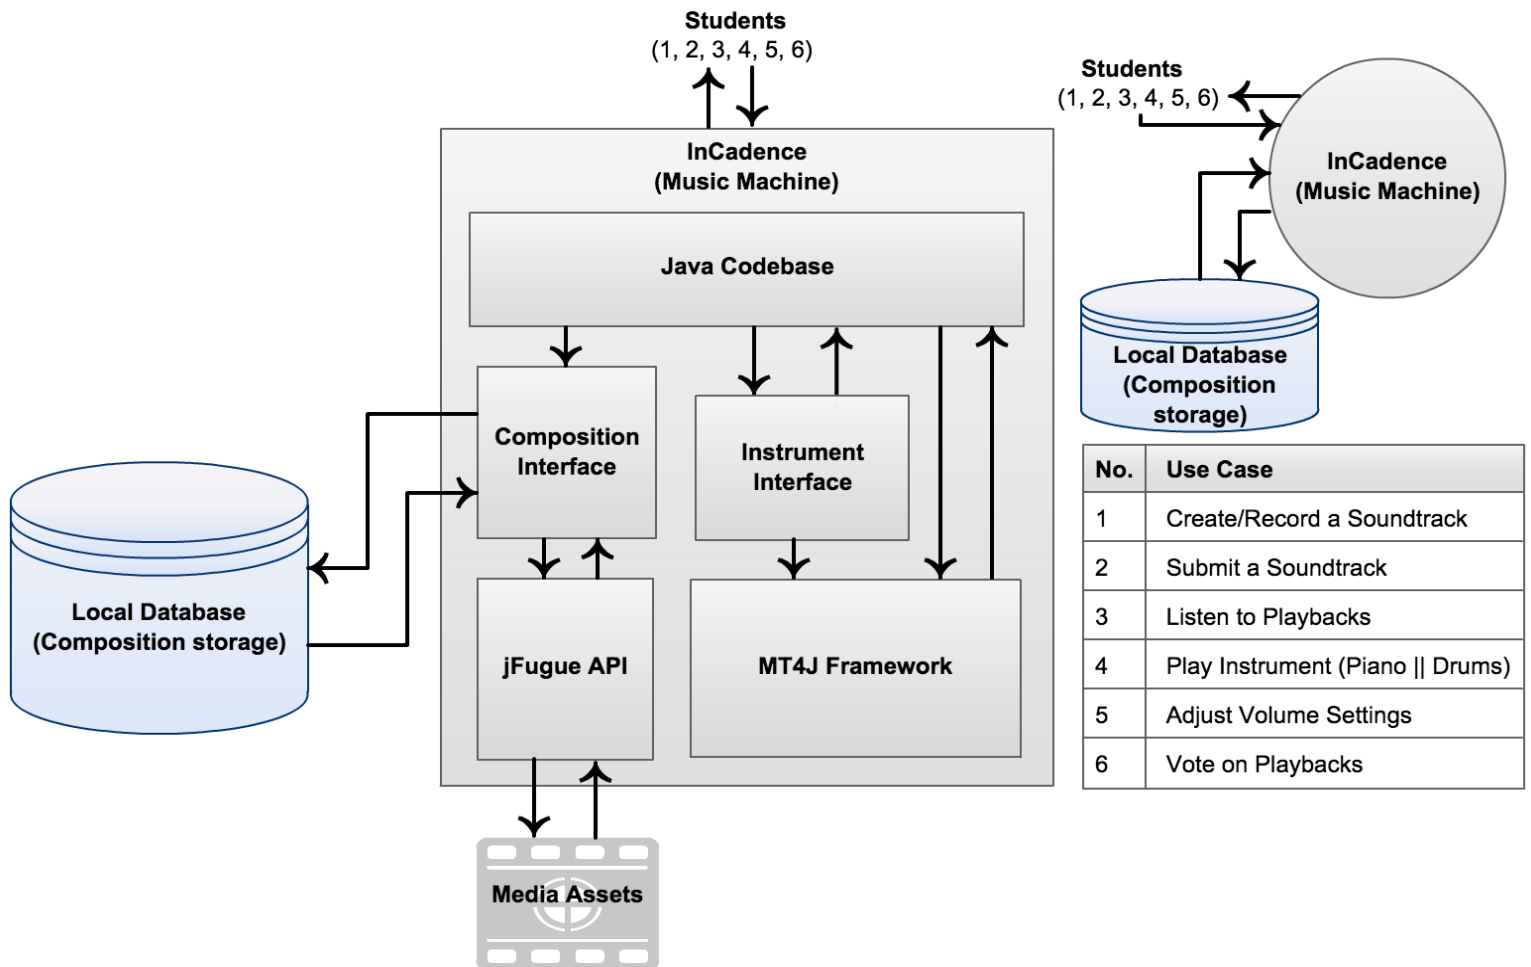 Students
(1, 2, 3, 4, 5, 6)
InCadence
(Music Machine)
Java Codebase
Composition
Interface
Instrument
Interface
Local Database
(Composition storage)
jFugue API
MT4J Framework
Media Assets
Students
(1, 2, 3, 4, 5, 6)
InCadence
(Music Machine)
Local Database
(Composition
storage)
No. Use Case
1 Create/Record a Soundtrack
2 Submit a Soundtrack
3 Listen to Playbacks
4 Play Instrument (Piano || Drums)
5 Adjust Volume Settings
6 Vote on Playbacks